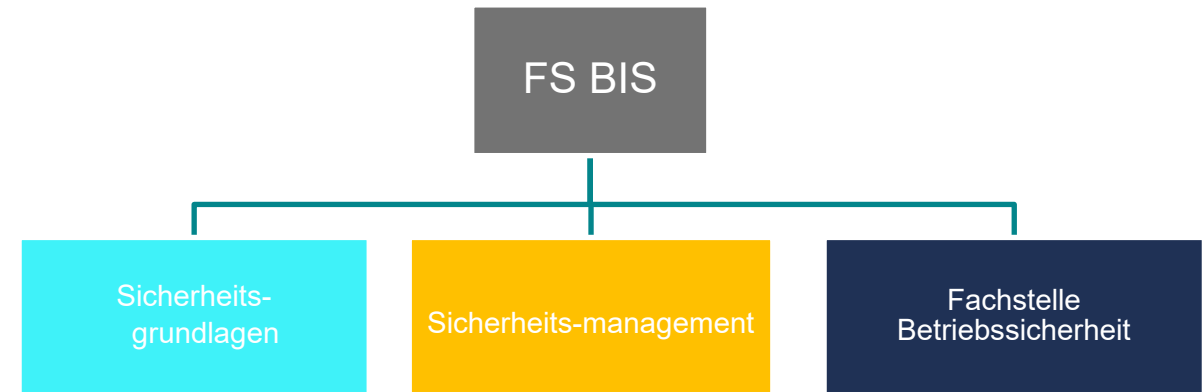 FS BIS
Sicherheits-
grundlagen
Sicherheits-management
Fachstelle
Betriebssicherheit